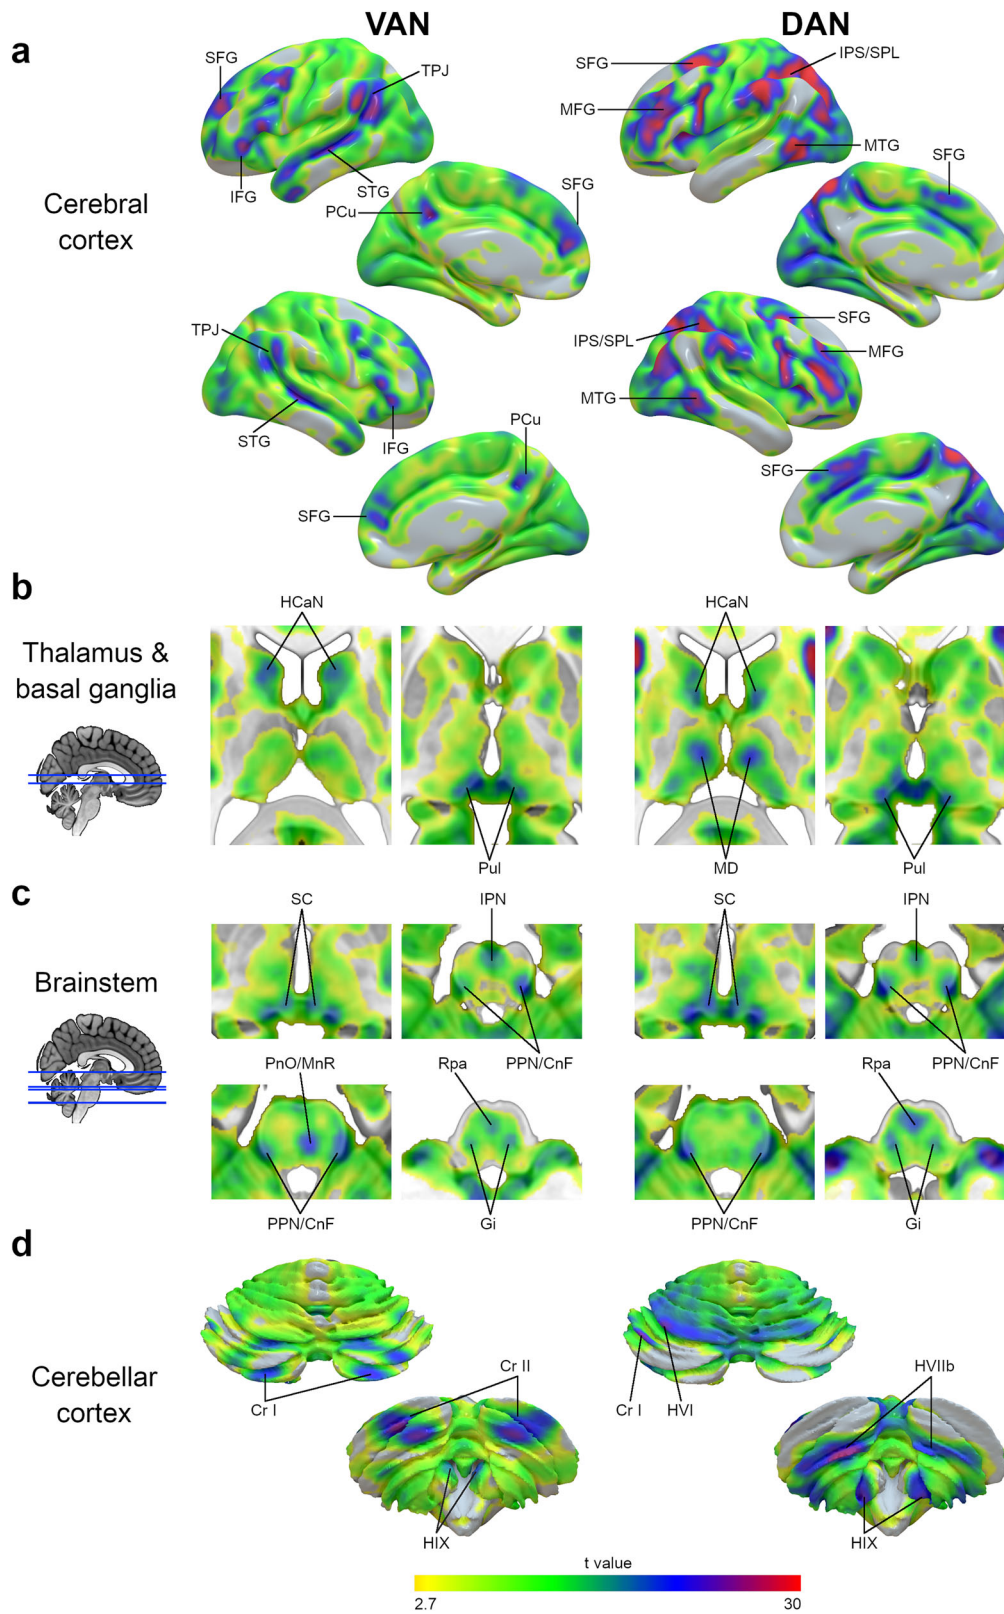 VAN DAN
a
SFG
TPJ
IFG
STG
SFG
PCu
SFG
IPS/SPL
MFG
MTG
SFG
Cerebral
cortex
TPJ
STG
IFG
PCu
SFG
IPS/SPL
SFG
MFG
MTG
SFG
b
HCaN
HCaN
Thalamus &
basal ganglia
Pul
MD
Pul
c
SC
IPN
SC
IPN
Brainstem
PnO/MnR
Rpa
PPN/CnF
Rpa
PPN/CnF
PPN/CnF
Gi
PPN/CnF
Gi
d
Cerebellar
cortex
Cr I
Cr II
HIX
Cr I
HVI
HVIIb
HIX
t value
2.7
30